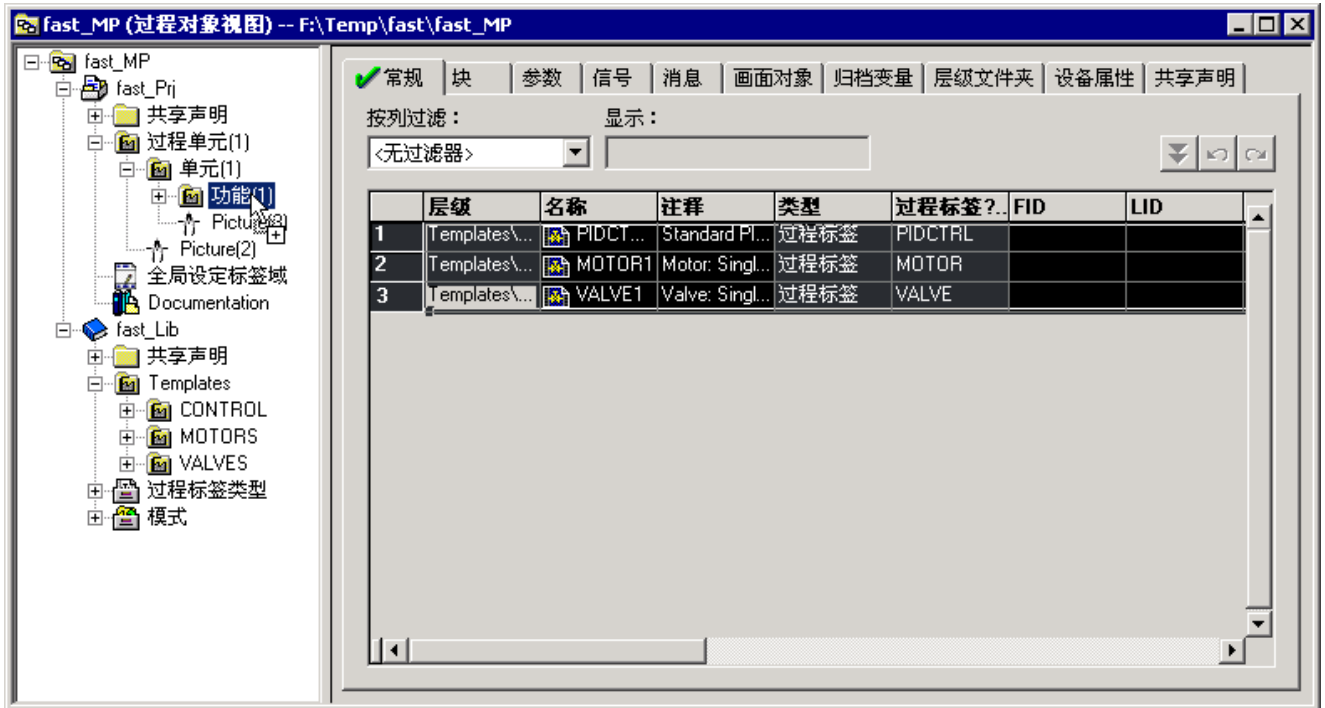 fast_MP (过程对象视图) -- F:\Temp\fast\fast_MP
fast_MP
fast_Prj
共享声明
过程单元(1)
单元(1)
功能(1)
Picture(3)
Picture(2)
全局设定标签域
Documentation
fast_Lib
共享声明
Templates
CONTROL
MOTORS
VALVES
过程标签类型
模式
常规 块 参数 信号 消息 画面对象 归档变量 层级文件夹 设备属性 共享声明
按列过滤： 显示：
<无过滤器>
层级 名称 注释 类型 过程标签?.. FID LID
1 Templates\... PIDCT... Standard PI... 过程标签 PIDCTRL
2 Templates\... MOTOR1 Motor: Singl... 过程标签 MOTOR
3 Templates\... VALVE1 Valve: Singl... 过程标签 VALVE